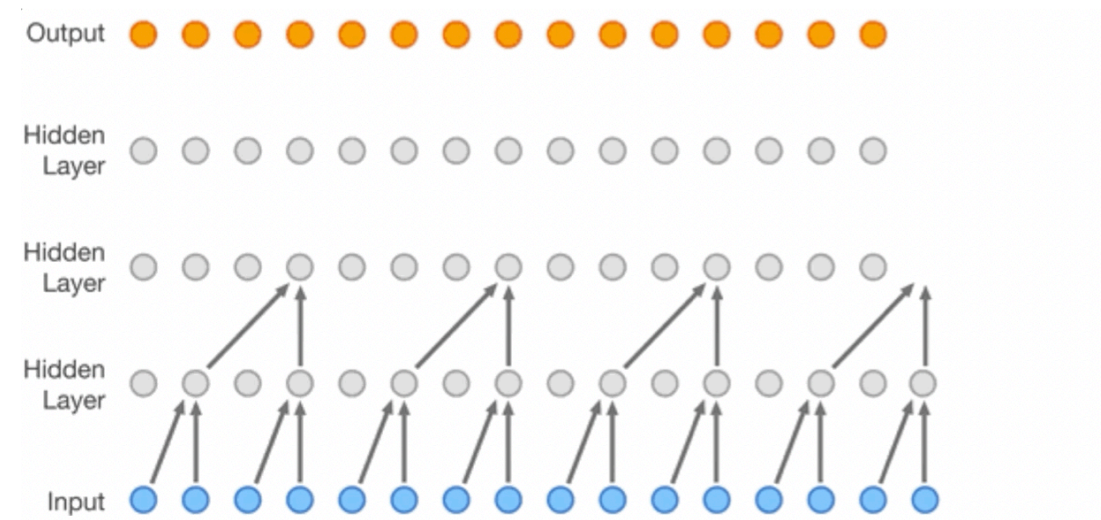 Output
Hidden
Layer
Hidden
Layer
Hidden
Layer
Input